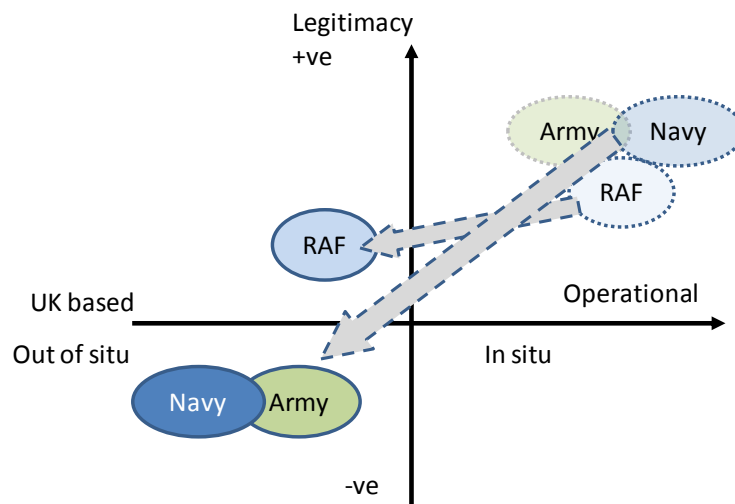 Legitimacy
+ve
Army
Navy
RAF
RAF
UK based
Operational
Out of situ
In situ
Navy
Army
-ve